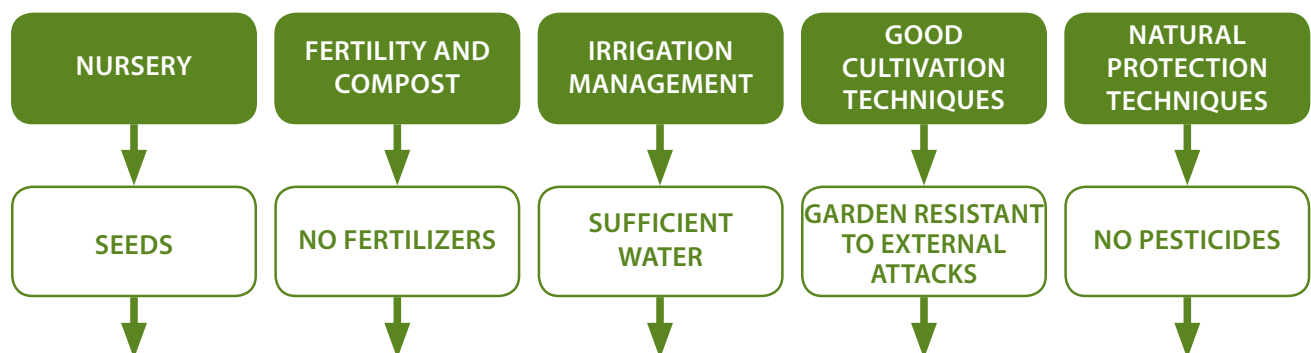 NURSERY
FERTILITY AND
COMPOST
IRRIGATION
MANAGEMENT
GOOD
CULTIVATION
TECHNIQUES
NATURAL
PROTECTION
TECHNIQUES
SEEDS
NO FERTILIZERS
SUFFICIENT
WATER
GARDEN RESISTANT
TO EXTERNAL
ATTACKS
NO PESTICIDES